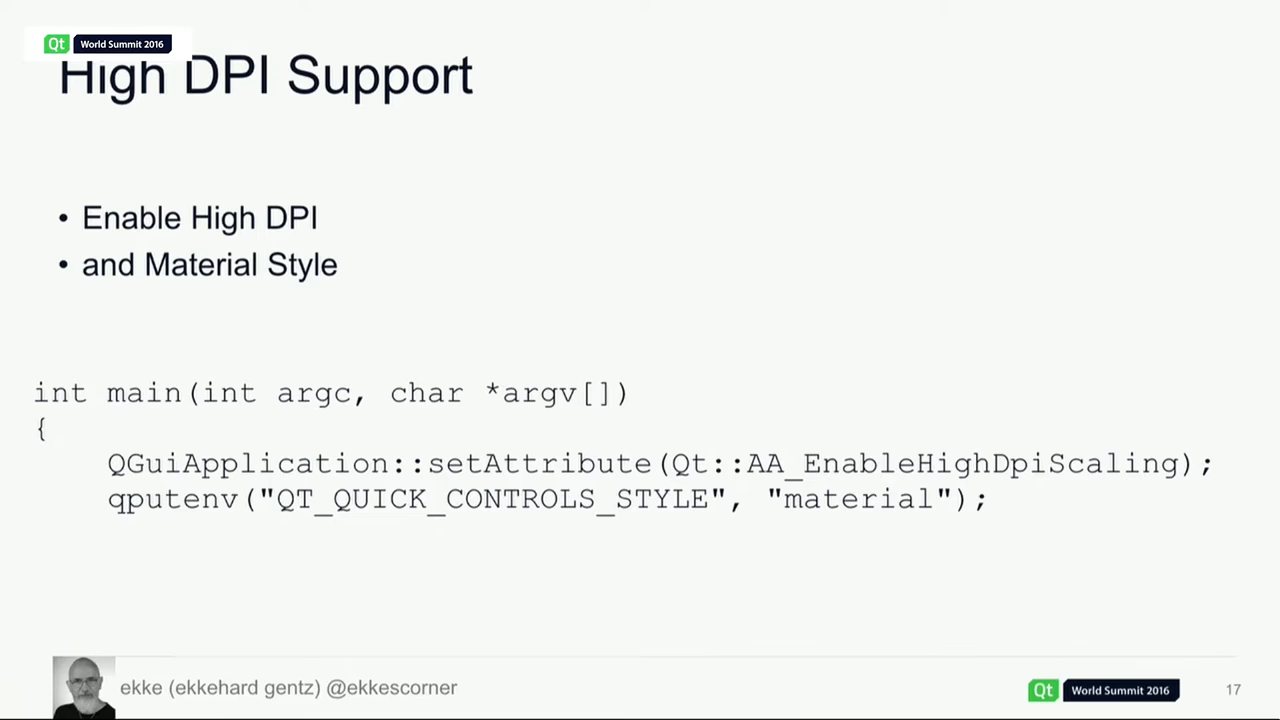 Qt World Summit 2016
High DPI Support
• Enable High DPI
• and Material Style
int main(int argc, char *argv[])
{
QGuiApplication::setAttribute(Qt::AA_EnableHighDpiScaling);
qputenv("QT_QUICK_CONTROLS_STYLE", "material");
ekke (ekkehard gentz) @ekkescorner
Qt World Summit 2016
17